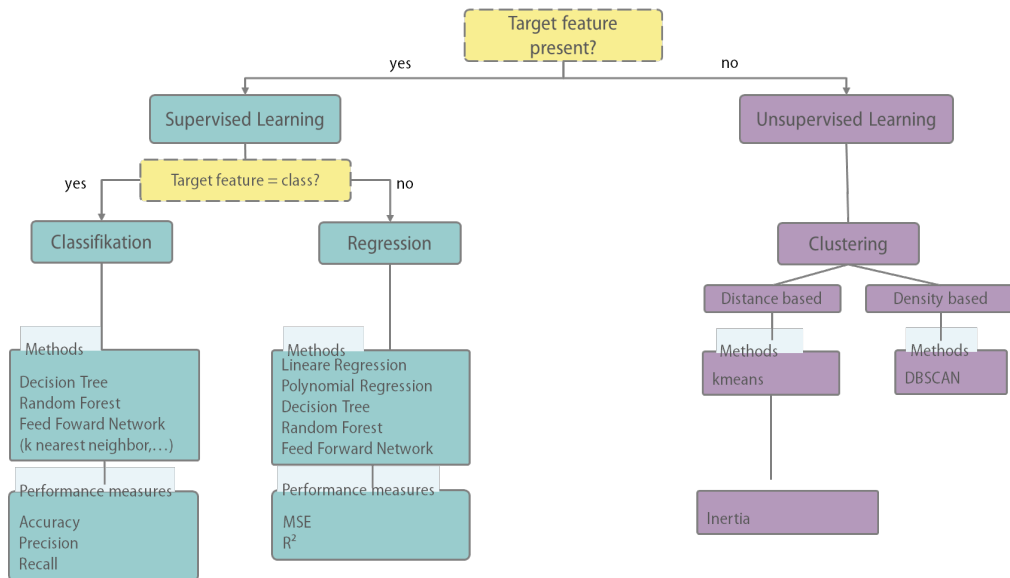 Target feature
present?
yes
no
Supervised Learning
Unsupervised Learning
Target feature = class?
yes
no
Classifikation
Regression
Clustering
Distance based
Density based
Methods
Decision Tree
Random Forest
Feed Foward Network
(k nearest neighbor,...)
Methods
Lineare Regression
Polynomial Regression
Decision Tree
Random Forest
Feed Forward Network
Methods
kmeans
Methods
DBSCAN
Performance measures
Accuracy
Precision
Recall
Performance measures
MSE
R²
Inertia